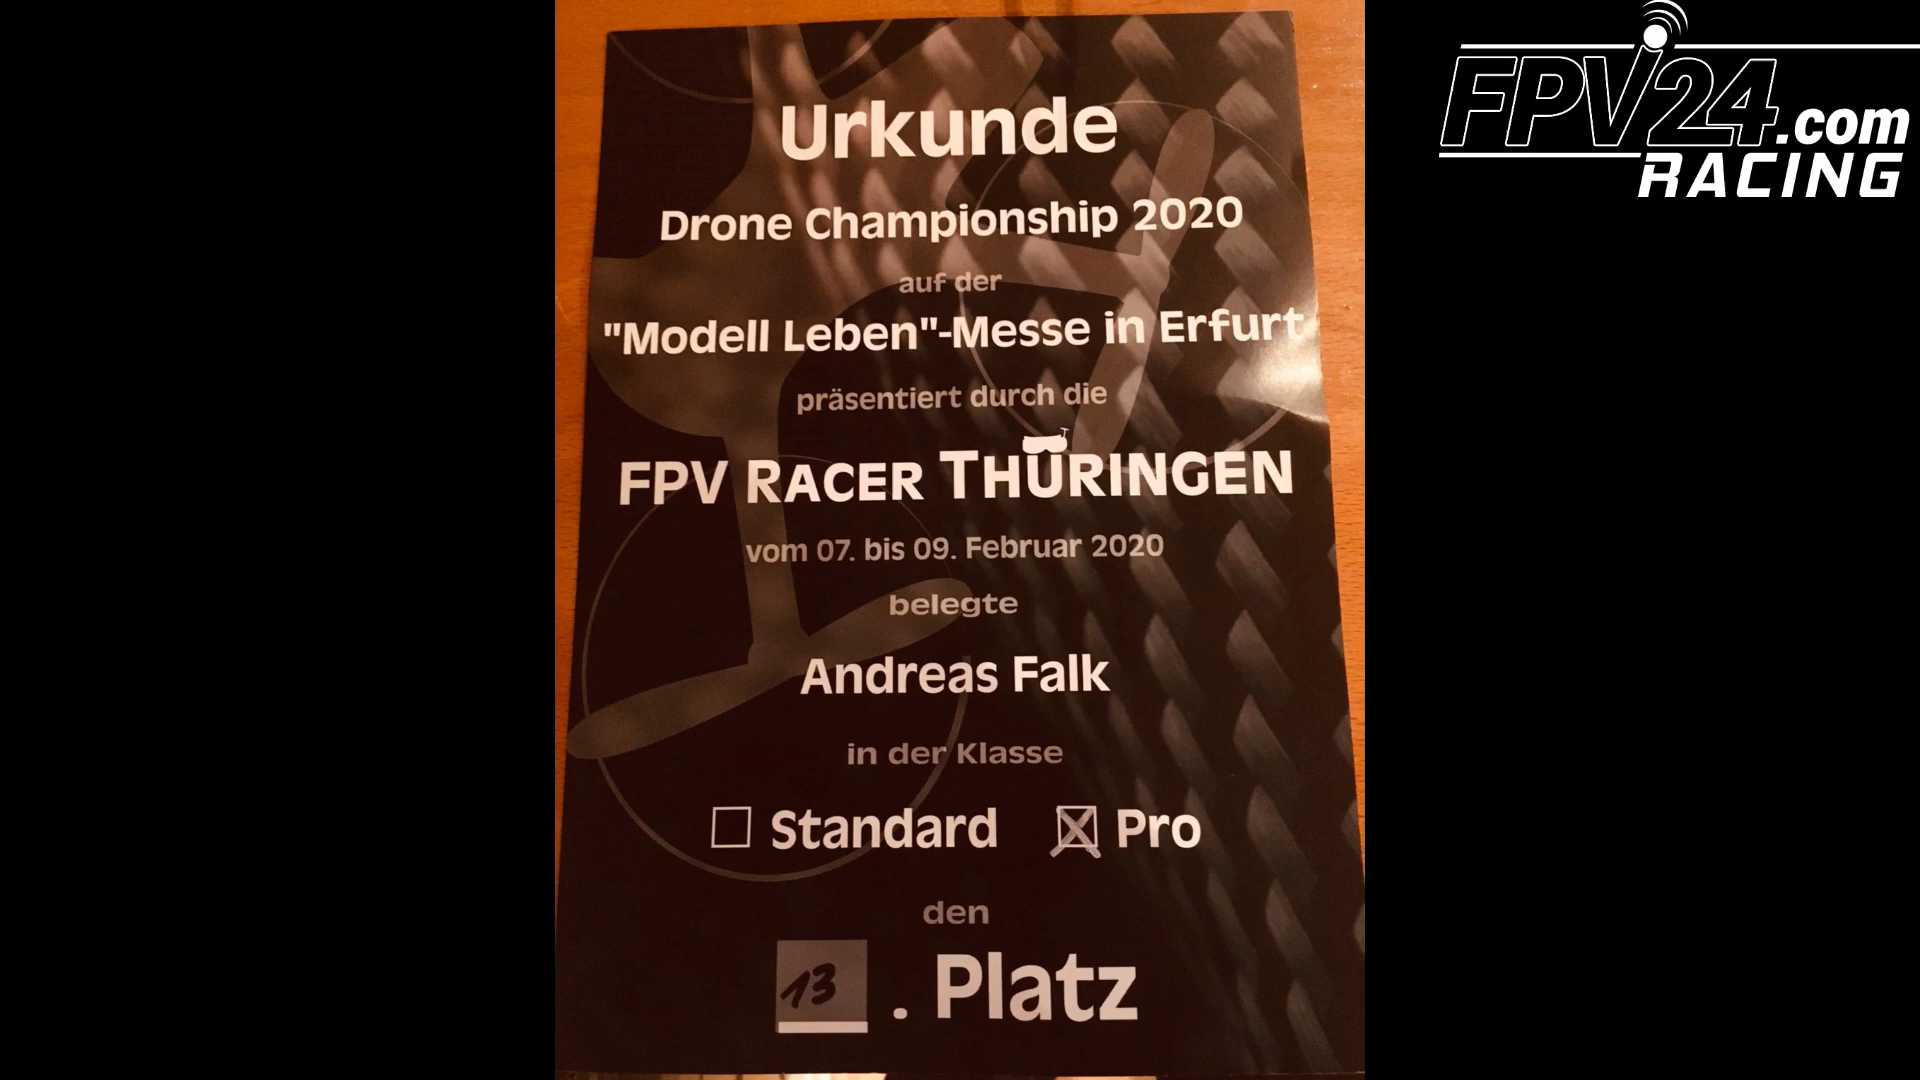 Urkunde
Drone Championship 2020
auf der
"Modell Leben"-Messe in Erfurt
präsentiert durch die
FPV RACER THÜRINGEN
vom 07. bis 09. Februar 2020
belegte
Andreas Falk
in der Klasse
Standard Pro
den
13 . Platz
FPV24.com
RACING